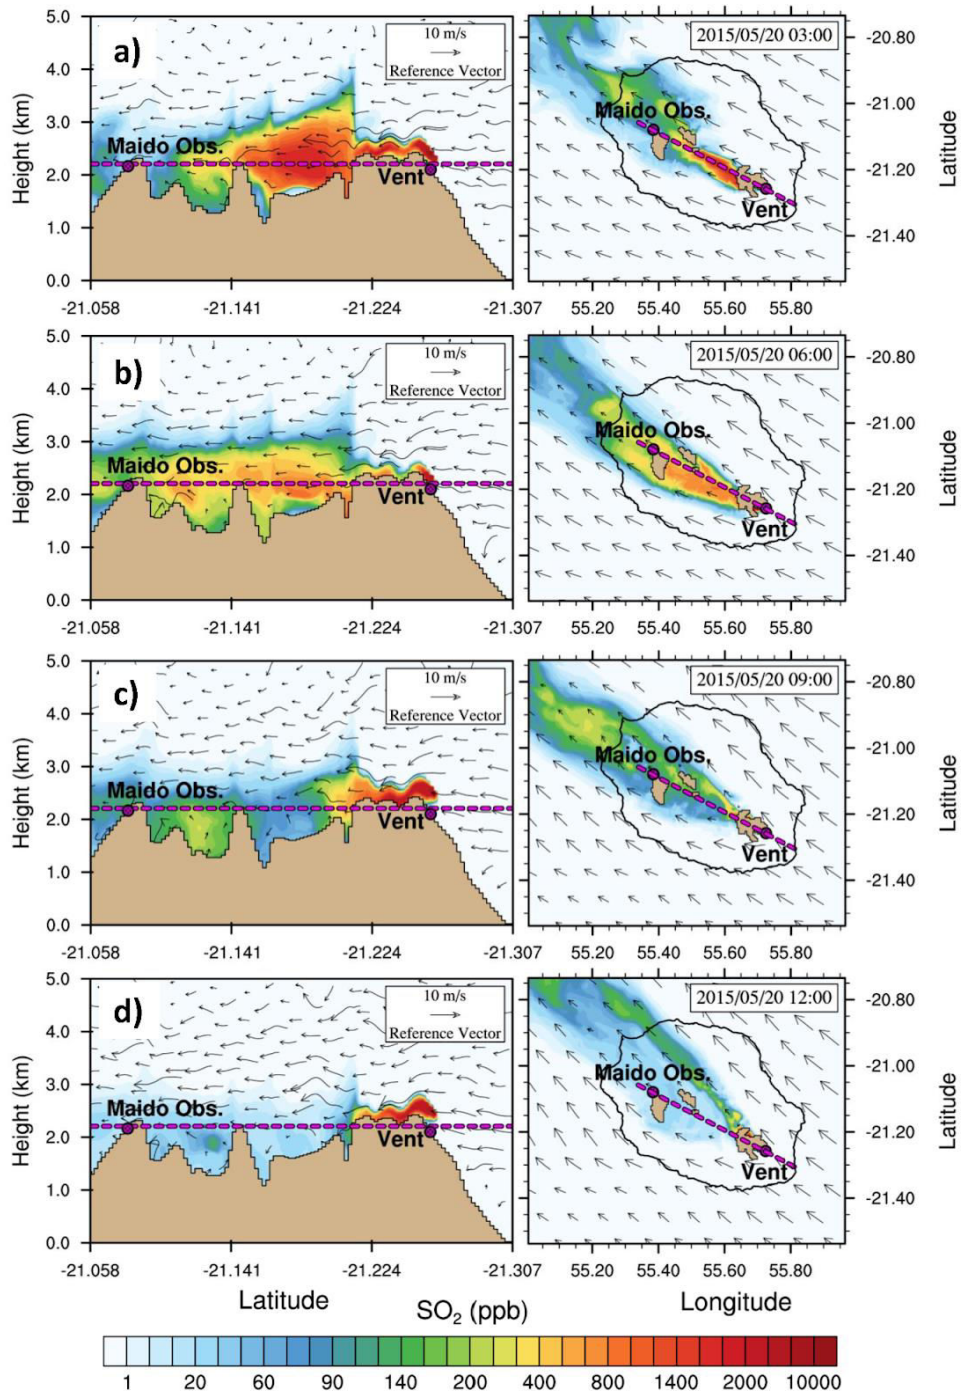 a)
10 m/s
Reference Vector
Maido Obs.
Vent
Height (km)
5.0
4.0
3.0
2.0
1.0
0.0
-21.058
-21.141
-21.224
-21.307
2015/05/20 03:00
Maido Obs.
Vent
-20.80
-21.00
-21.20
-21.40
Latitude
55.20
55.40
55.60
55.80
b)
10 m/s
Reference Vector
Maido Obs.
Vent
Height (km)
5.0
4.0
3.0
2.0
1.0
0.0
-21.058
-21.141
-21.224
-21.307
2015/05/20 06:00
Maido Obs.
Vent
-20.80
-21.00
-21.20
-21.40
Latitude
55.20
55.40
55.60
55.80
c)
10 m/s
Reference Vector
Maido Obs.
Vent
Height (km)
5.0
4.0
3.0
2.0
1.0
0.0
-21.058
-21.141
-21.224
-21.307
2015/05/20 09:00
Maido Obs.
Vent
-20.80
-21.00
-21.20
-21.40
Latitude
55.20
55.40
55.60
55.80
d)
10 m/s
Reference Vector
Maido Obs.
Vent
Height (km)
5.0
4.0
3.0
2.0
1.0
0.0
-21.058
-21.141
-21.224
-21.307
2015/05/20 12:00
Maido Obs.
Vent
-20.80
-21.00
-21.20
-21.40
Latitude
55.20
55.40
55.60
55.80
Latitude
SO2 (ppb)
Longitude
1 20 60 90 140 200 400 800 1400 2000 10000